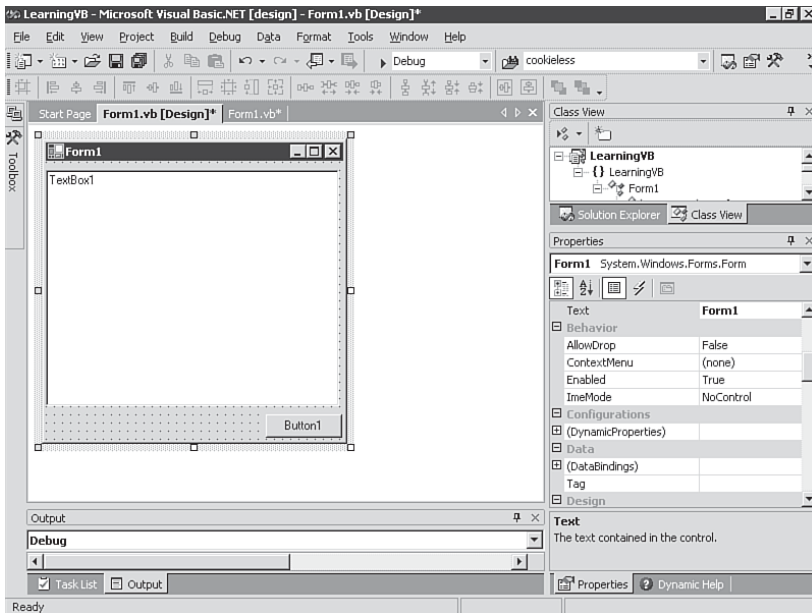 LearningVB - Microsoft Visual Basic.NET [design] - Form1.vb [Design]*
File Edit View Project Build Debug Data Format Tools Window Help
Debug cookieless
Start Page Form1.vb [Design]* Form1.vb*
Form1
TextBox1
Button1
Toolbox
Class View
LearningVB
{} LearningVB
Form1
Solution Explorer Class View
Properties
Form1 System.Windows.Forms.Form
Text Form1
Behavior
AllowDrop False
ContextMenu (none)
Enabled True
ImeMode NoControl
Configurations
(DynamicProperties)
Data
(DataBindings)
Tag
Design
Text
The text contained in the control.
Properties Dynamic Help
Output
Debug
Task List Output
Ready